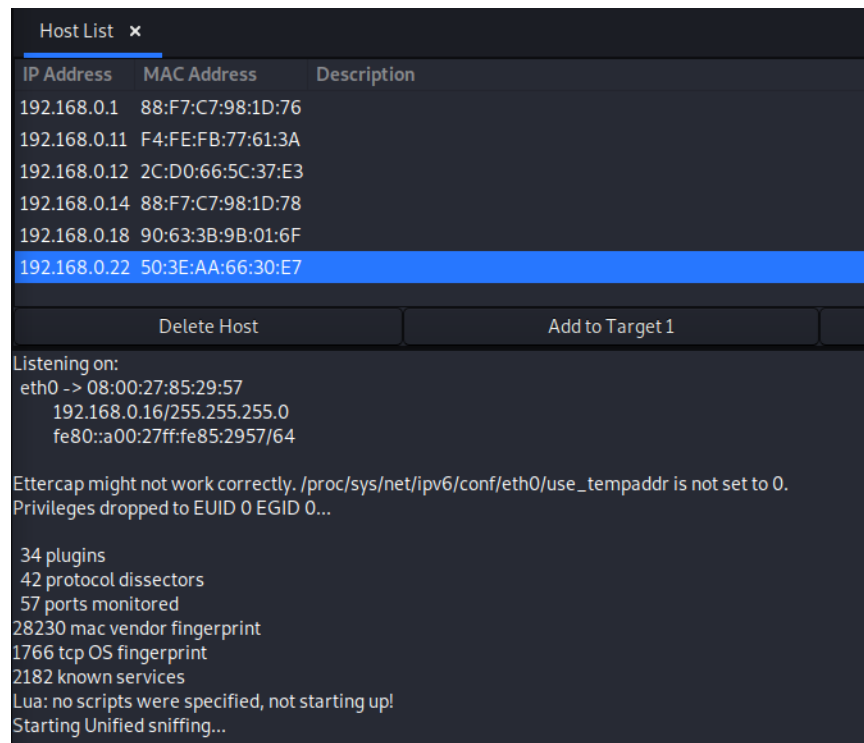 Host List ×
IP Address MAC Address Description
192.168.0.1 88:F7:C7:98:1D:76
192.168.0.11 F4:FE:FB:77:61:3A
192.168.0.12 2C:D0:66:5C:37:E3
192.168.0.14 88:F7:C7:98:1D:78
192.168.0.18 90:63:3B:9B:01:6F
192.168.0.22 50:3E:AA:66:30:E7
Delete Host Add to Target 1
Listening on:
eth0 -> 08:00:27:85:29:57
192.168.0.16/255.255.255.0
fe80::a00:27ff:fe85:2957/64
Ettercap might not work correctly. /proc/sys/net/ipv6/conf/eth0/use_tempaddr is not set to 0.
Privileges dropped to EUID 0 EGID 0...
34 plugins
42 protocol dissectors
57 ports monitored
28230 mac vendor fingerprint
1766 tcp OS fingerprint
2182 known services
Lua: no scripts were specified, not starting up!
Starting Unified sniffing...